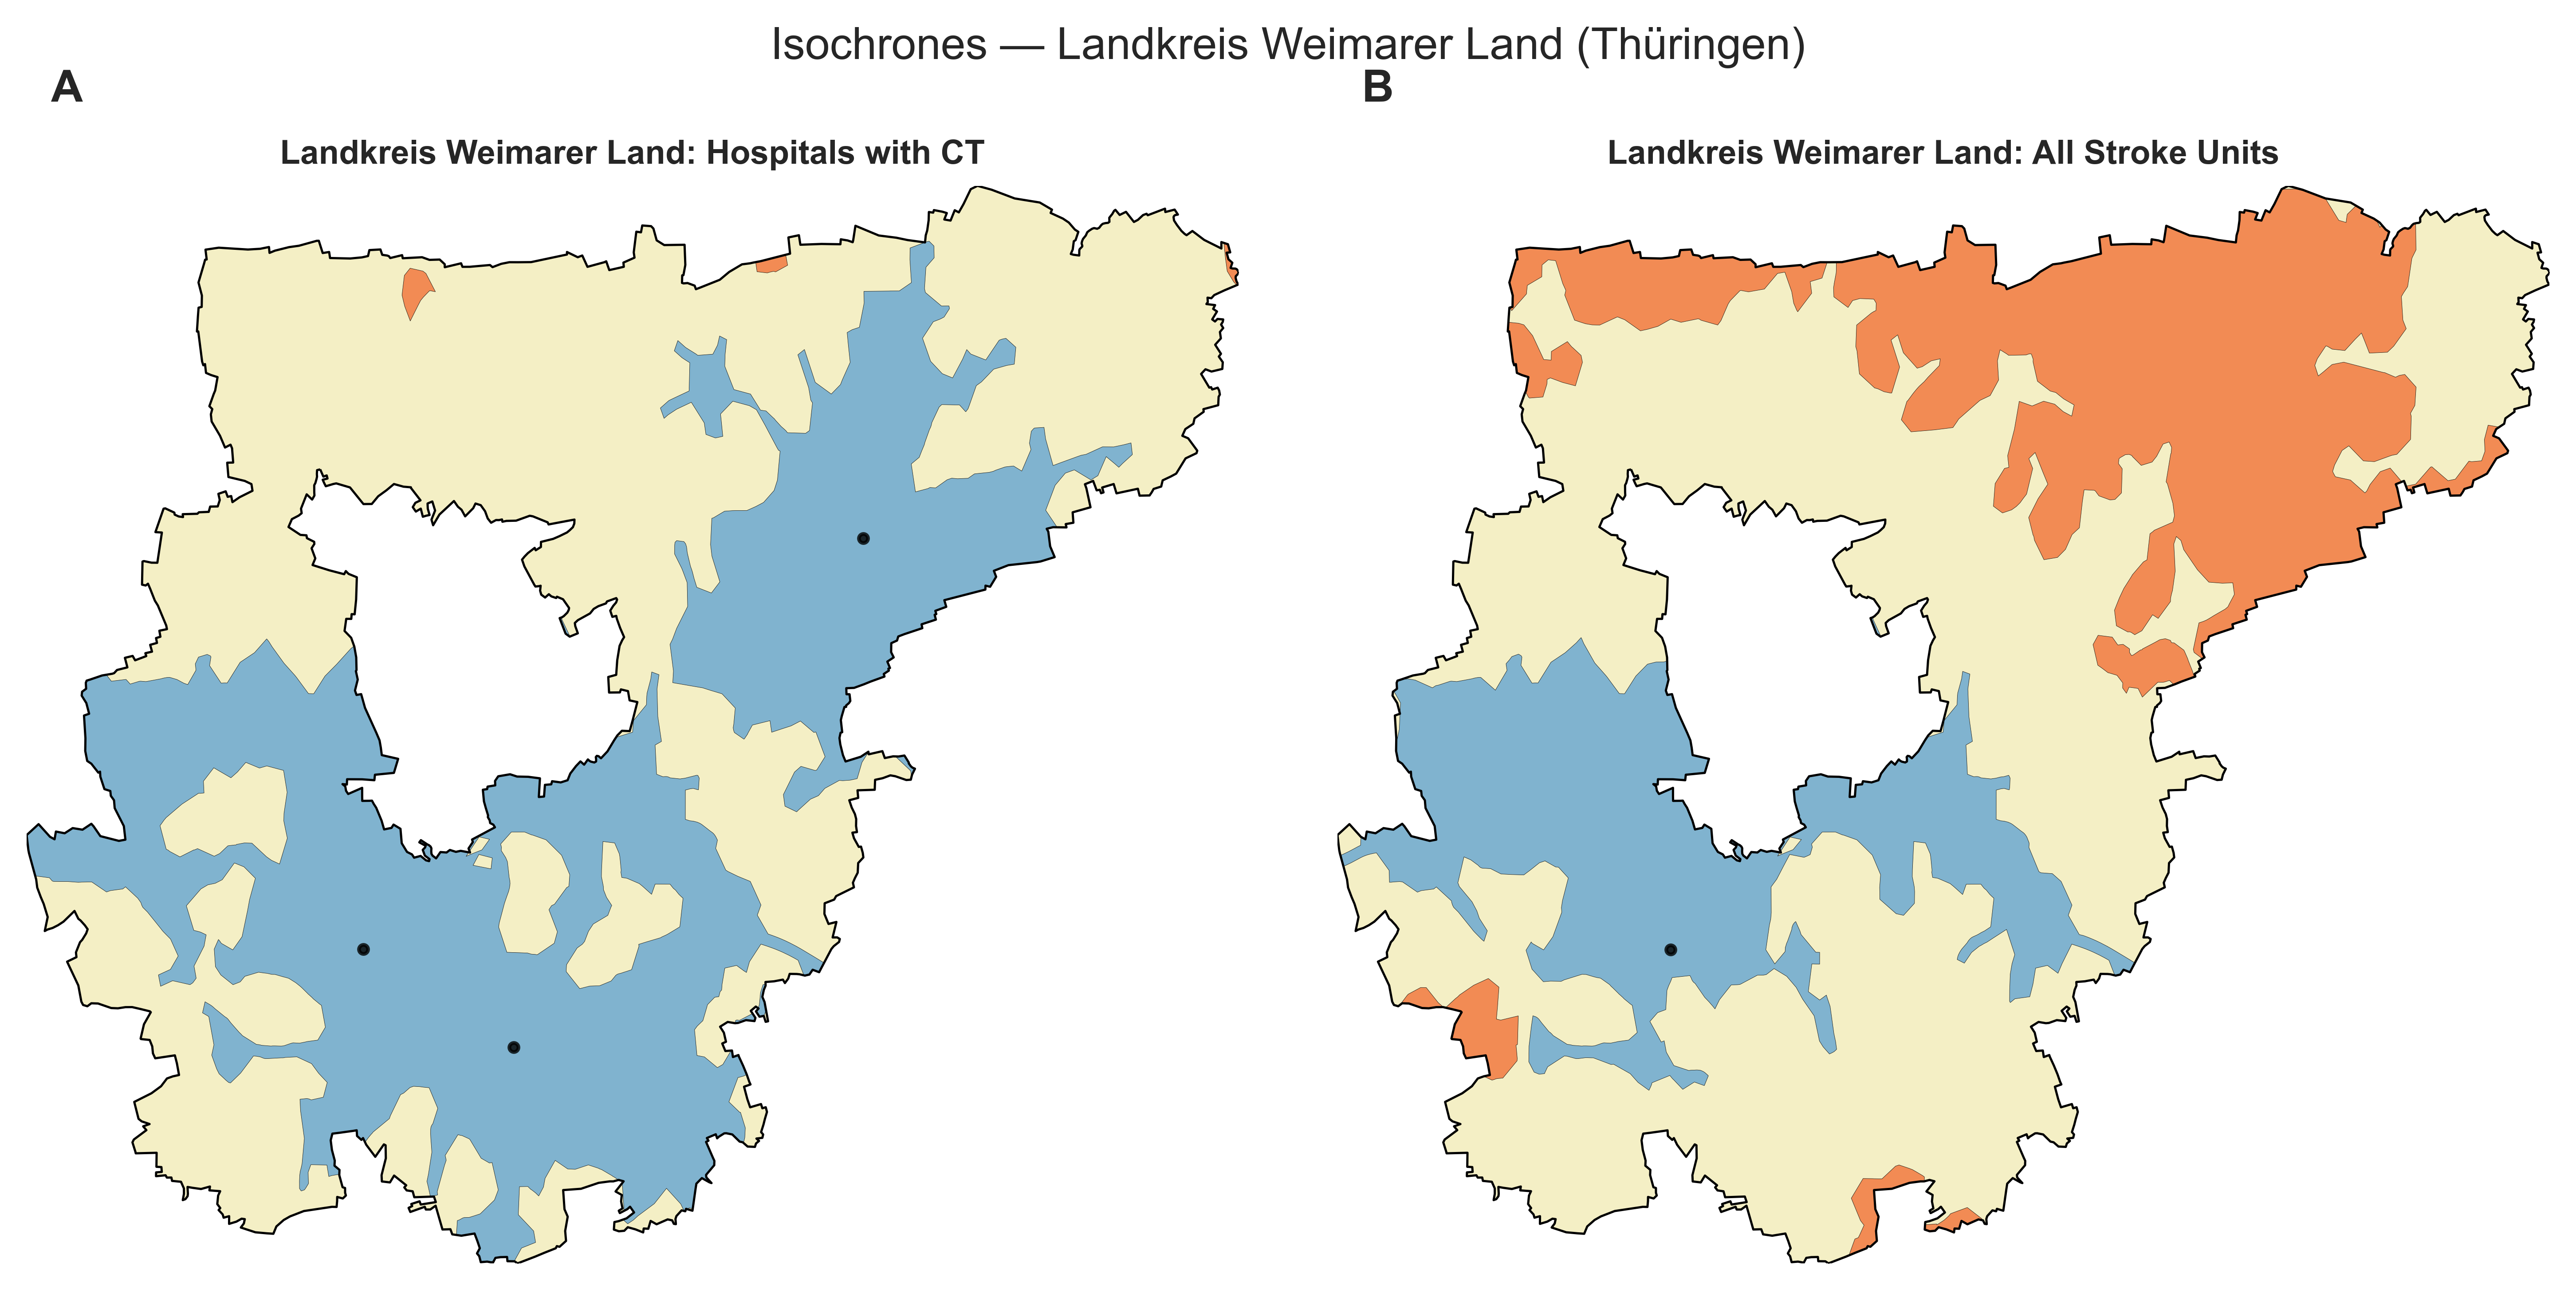 Isochrones — Landkreis Weimarer Land (Thüringen)
A
B
Landkreis Weimarer Land: Hospitals with CT
Landkreis Weimarer Land: All Stroke Units